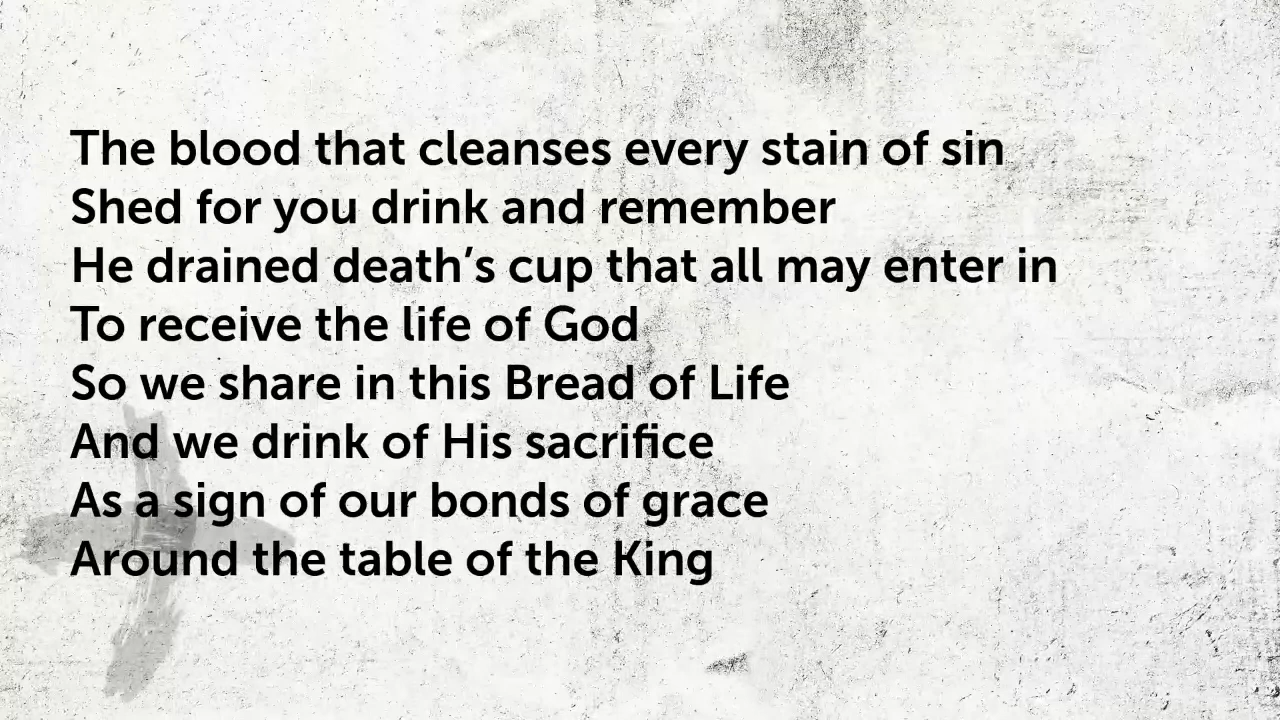 The blood that cleanses every stain of sin
Shed for you drink and remember
He drained death’s cup that all may enter in
To receive the life of God
So we share in this Bread of Life
And we drink of His sacrifice
As a sign of our bonds of grace
Around the table of the King